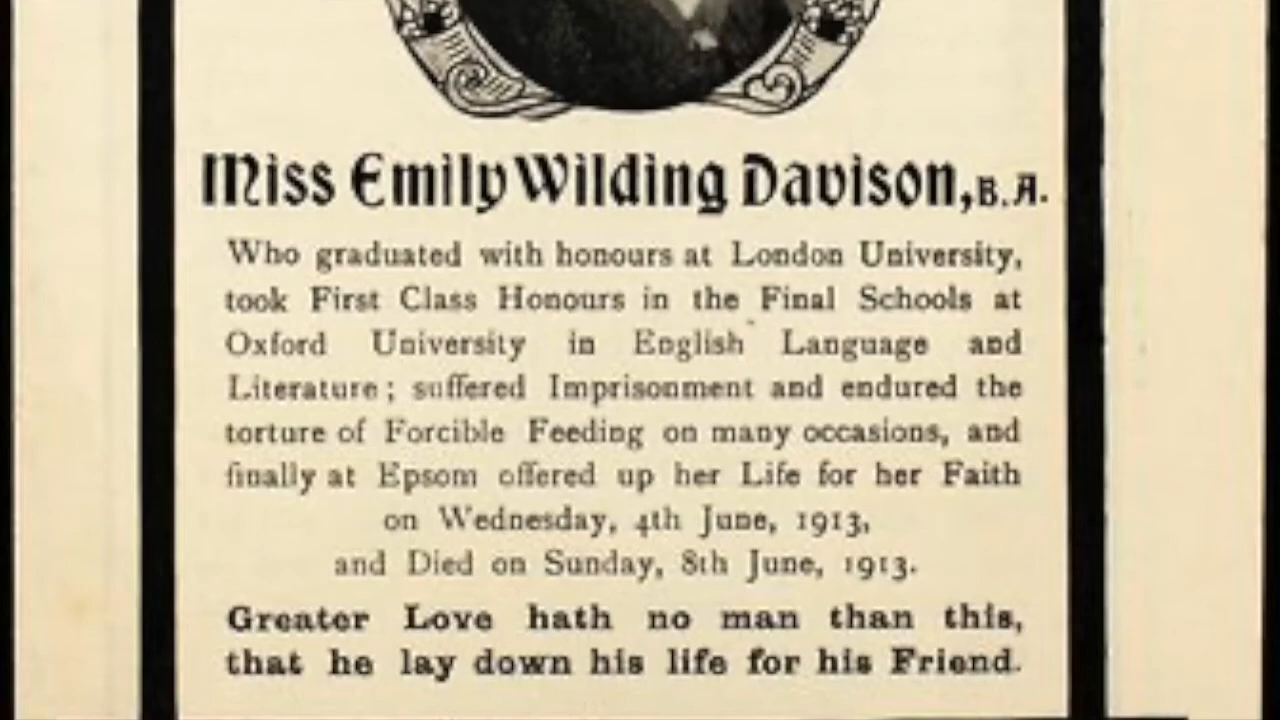 Miss Emily Wilding Davison, B.A.
Who graduated with honours at London University,
took First Class Honours in the Final Schools at
Oxford University in English Language and
Literature; suffered Imprisonment and endured the
torture of Forcible Feeding on many occasions, and
finally at Epsom offered up her Life for her Faith
on Wednesday, 4th June, 1913,
and Died on Sunday, 8th June, 1913.
Greater Love hath no man than this,
that he lay down his life for his Friend.